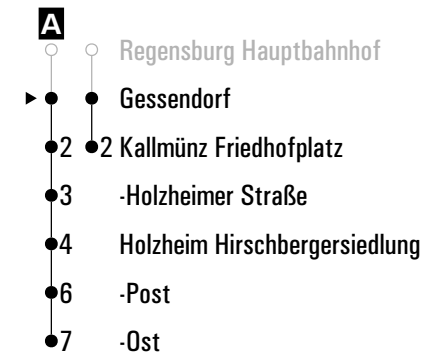 A
Regensburg Hauptbahnhof
Gessendorf
2 2 Kallmünz Friedhofplatz
3 -Holzheimer Straße
4 Holzheim Hirschbergersiedlung
6 -Post
7 -Ost